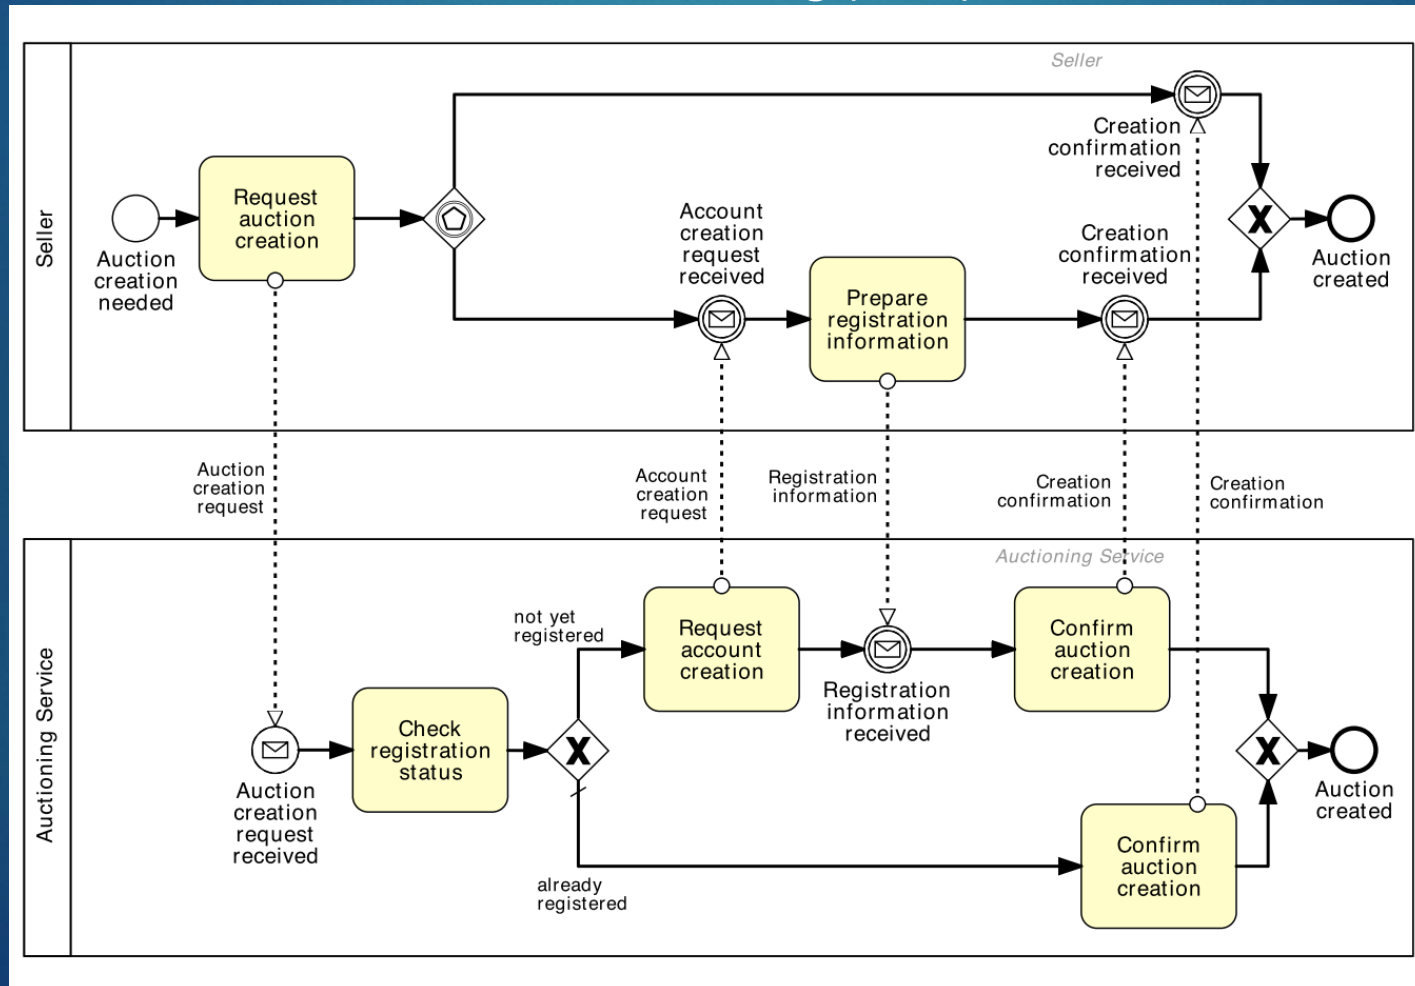 Seller
Seller
Creation
confirmation
received
Request
auction
creation
Account
creation
request
received
Creation
confirmation
received
Auction
creation
needed
Auction
created
Prepare
registration
information
Auction
creation
request
Account
creation
request
Registration
information
Creation
confirmation
Creation
confirmation
Auctioning Service
Auctioning Service
not yet
registered
Request
account
creation
Confirm
auction
creation
Registration
information
received
Check
registration
status
Auction
creation
request
received
Auction
created
Confirm
auction
creation
already
registered